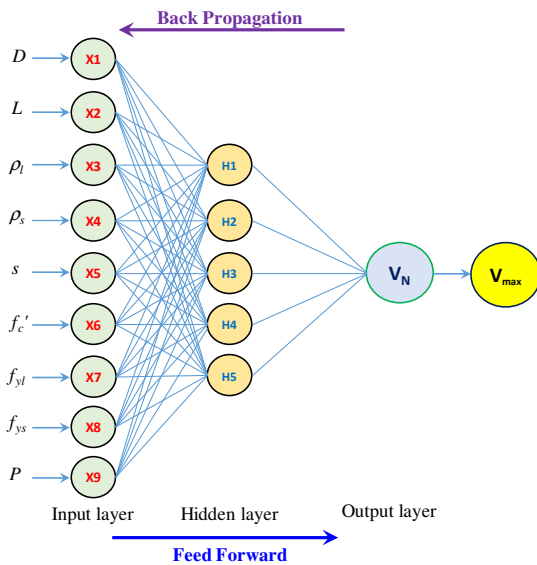 Back Propagation
D
X1
L
X2
ρl
X3
H1
ρs
X4
H2
s
X5
H3
VN
Vmax
fc'
X6
H4
fyl
X7
H5
fys
X8
P
X9
Input layer
Hidden layer
Output layer
Feed Forward